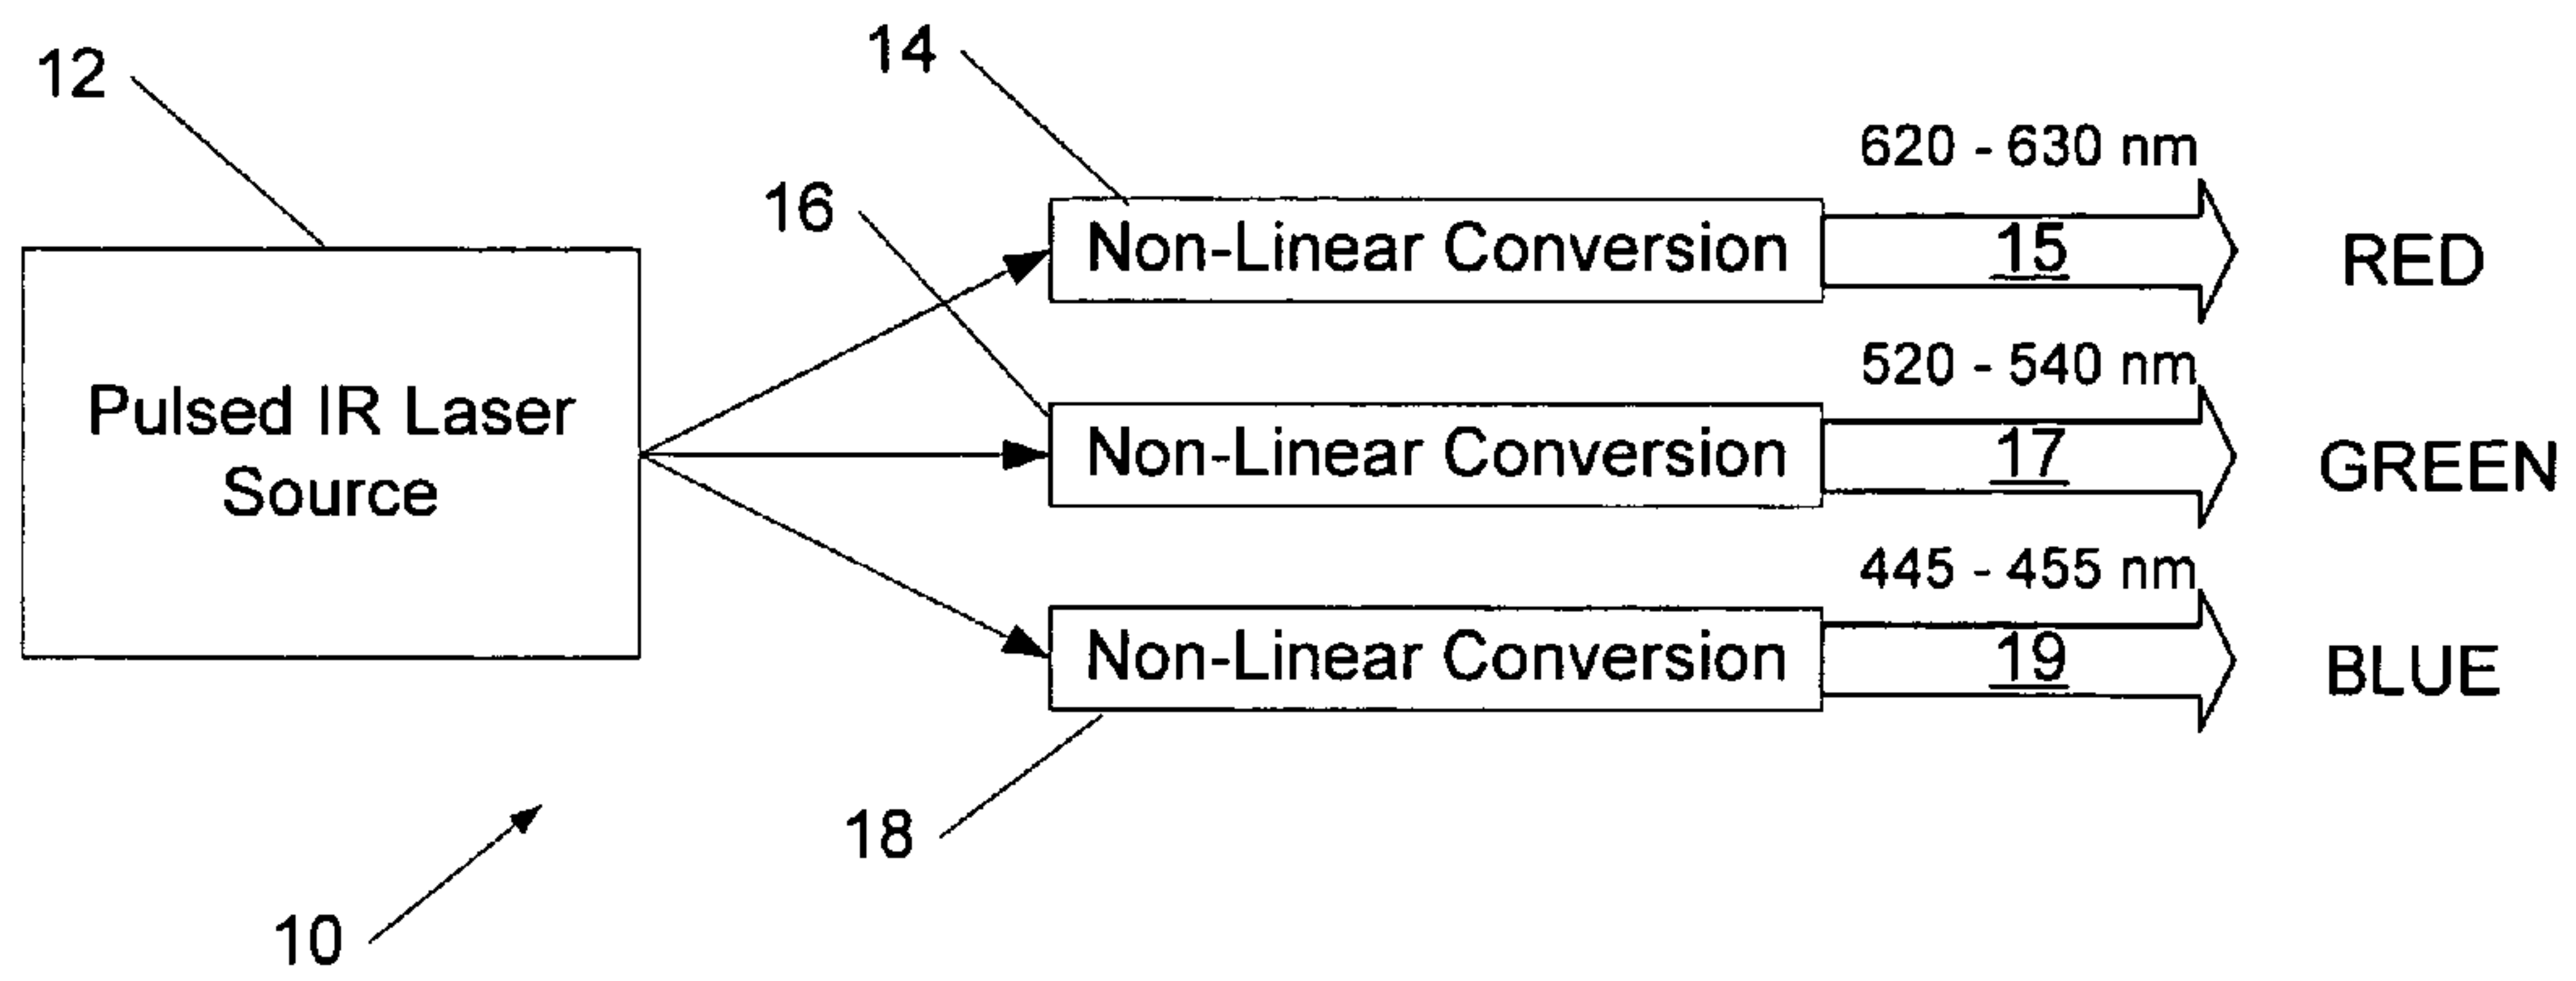 12
14
16
620 - 630 nm
Non-Linear Conversion
15
RED
Pulsed IR Laser
Source
520 - 540 nm
Non-Linear Conversion
17
GREEN
445 - 455 nm
Non-Linear Conversion
19
BLUE
18
10